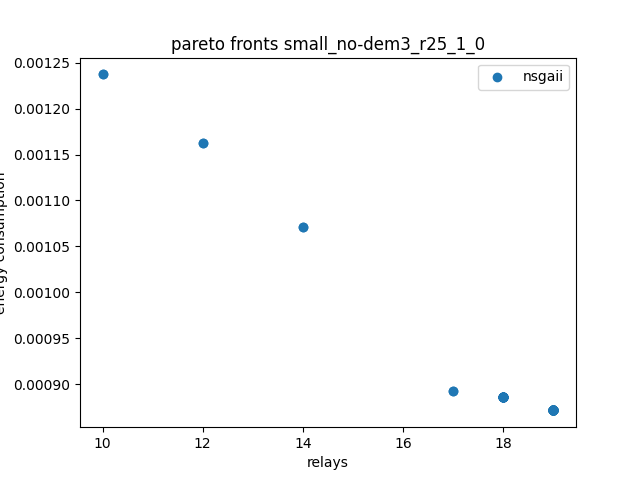 pareto fronts small_no-dem3_r25_1_0
nsgaii
0.00125
0.00120
0.00115
0.00110
0.00105
0.00100
0.00095
0.00090
energy consumption
10 12 14 16 18
relays